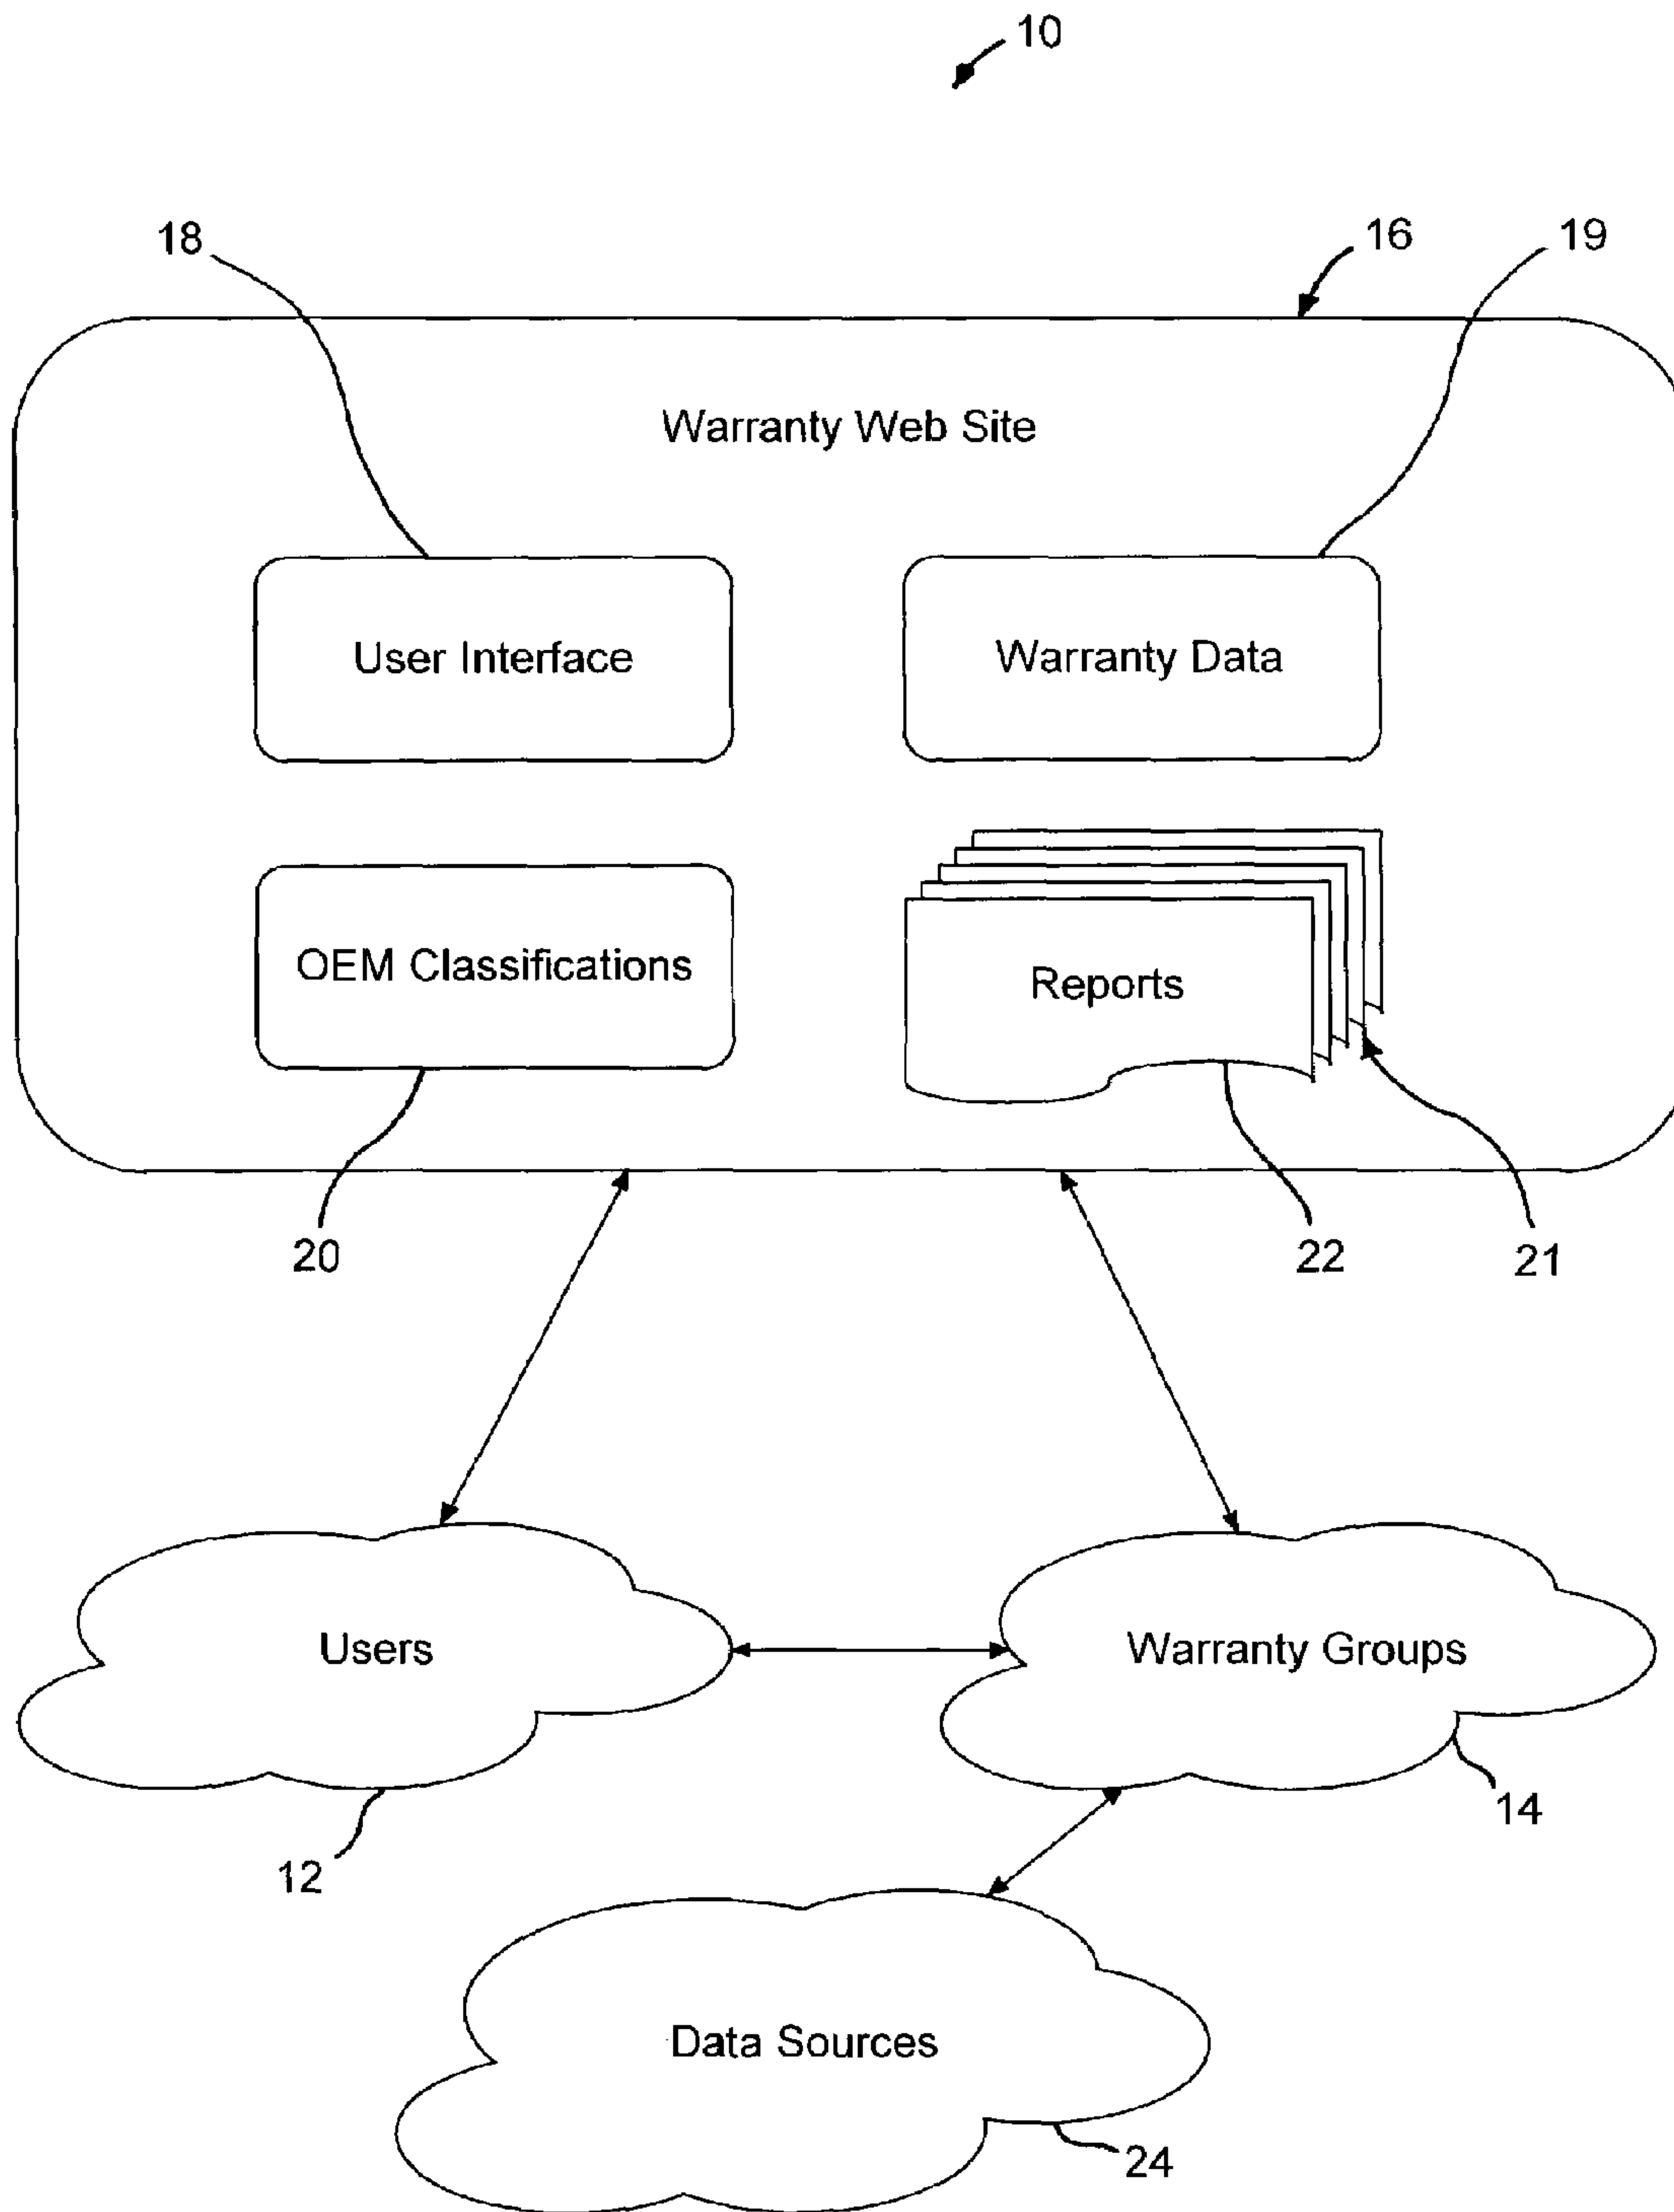 10
18
16
19
Warranty Web Site
User Interface
Warranty Data
OEM Classifications
Reports
20
22
21
Users
Warranty Groups
14
12
Data Sources
24